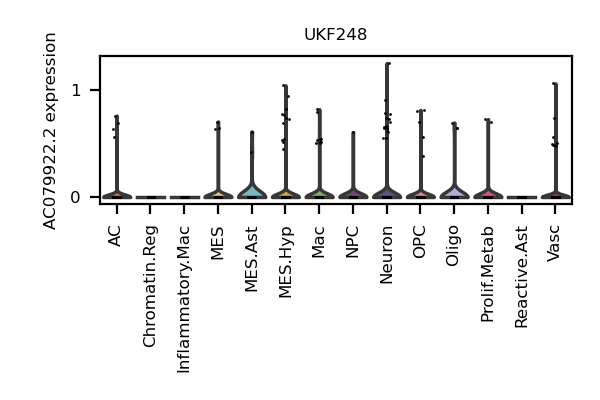 UKF248
AC079922.2 expression
1
0
AC
Chromatin.Reg
Inflammatory.Mac
MES
MES.Ast
MES.Hyp
Mac
NPC
Neuron
OPC
Oligo
Prolif.Metab
Reactive.Ast
Vasc